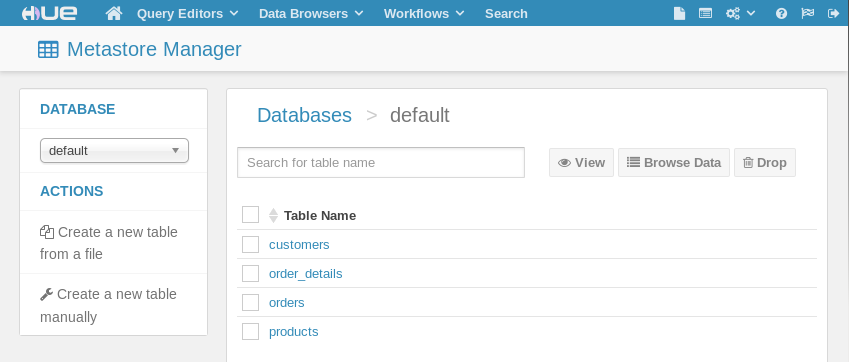 HUE Query Editors Data Browsers Workflows Search
Metastore Manager
DATABASE
default
ACTIONS
Create a new table
from a file
Create a new table
manually
Databases > default
Search for table name
View Browse Data Drop
Table Name
customers
order_details
orders
products